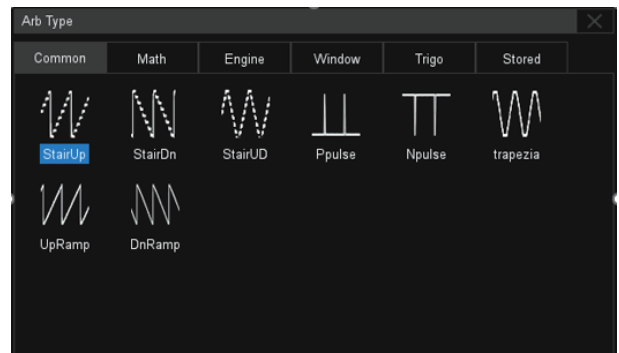 Arb Type
Common Math Engine Window Trigo Stored
StairUp StairDn StairUD Ppulse Npulse trapezia
UpRamp DnRamp